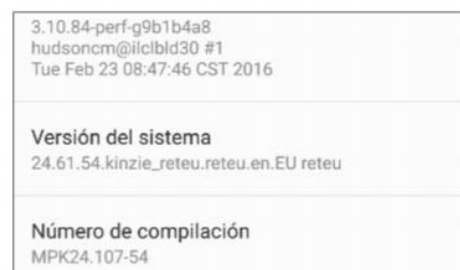 3.10.84-perf-g9b1b4a8
hudsoncm@ilclbld30 #1
Tue Feb 23 08:47:46 CST 2016
Versión del sistema
24.61.54.kinzie_reteu.reteu.en.EU reteu
Número de compilación
MPK24.107-54